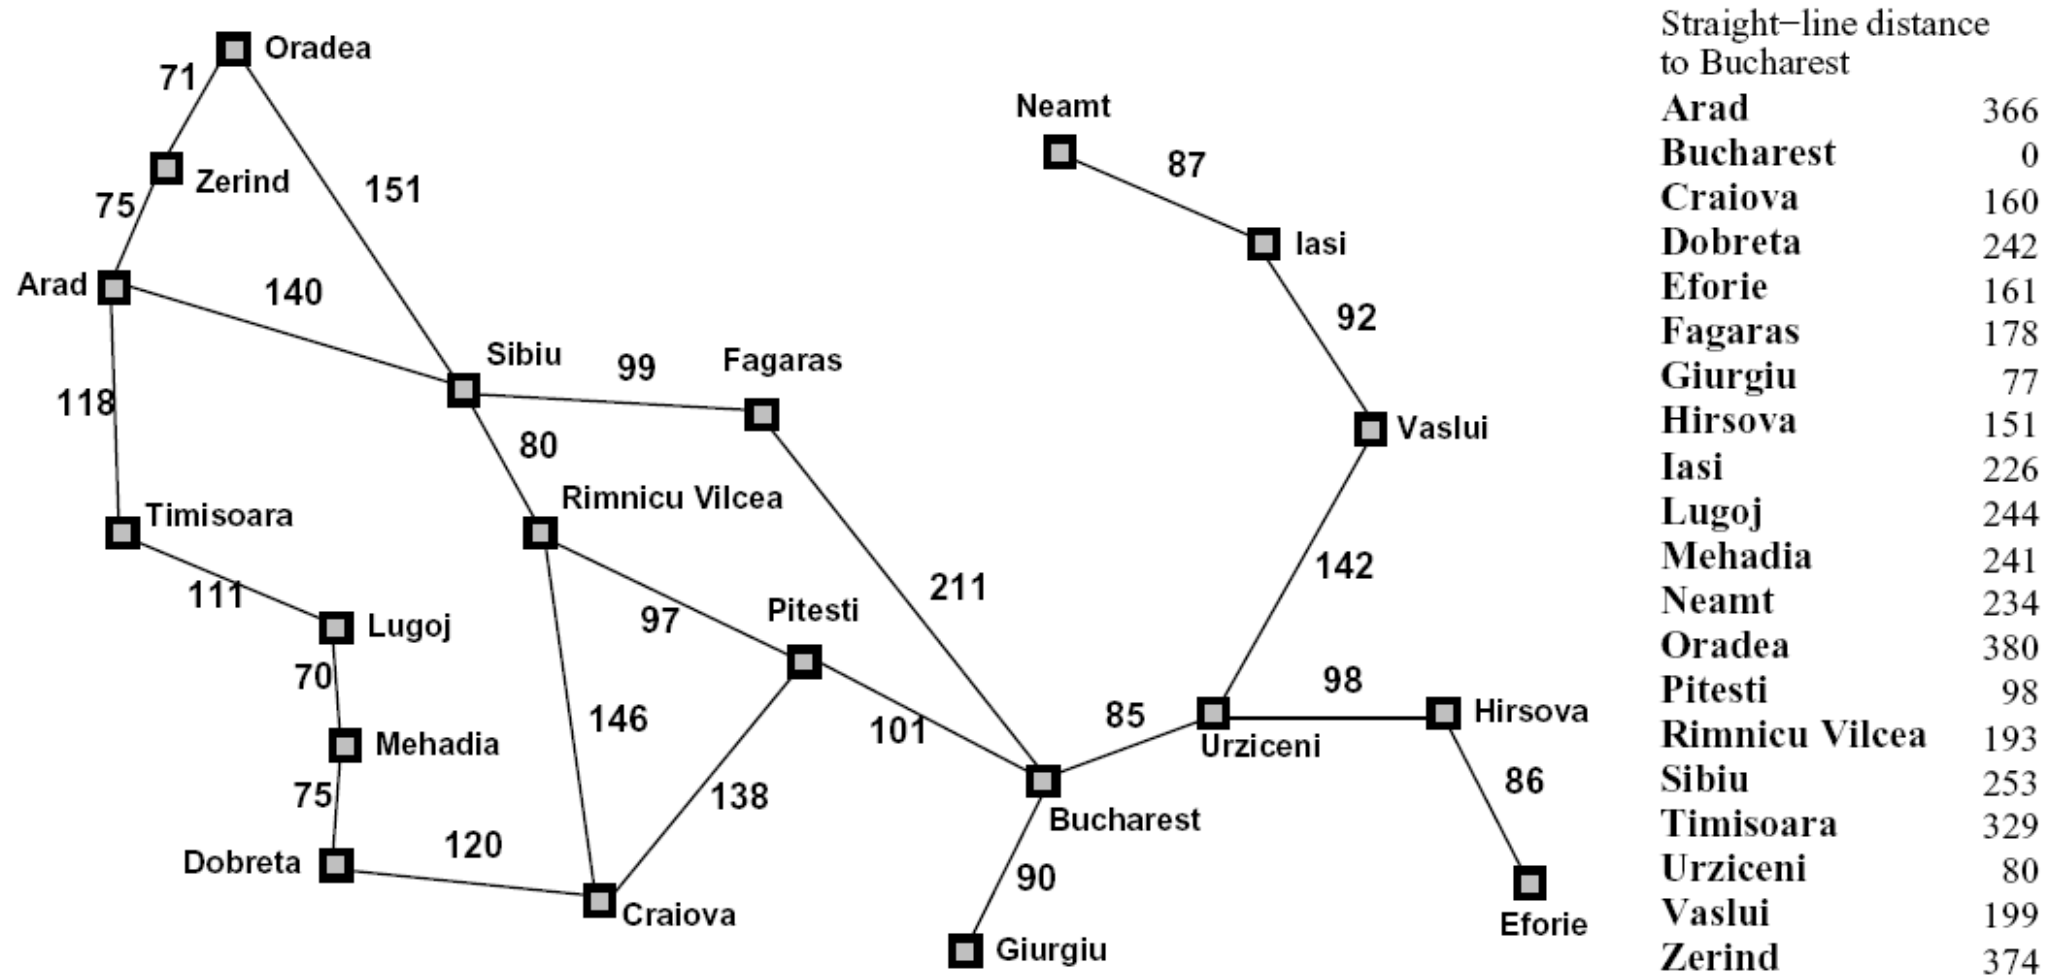 Oradea
71
Neamt
87
Zerind
151
75
Iasi
Arad
140
92
Sibiu
99
Fagaras
118
80
Vaslui
Rimnicu Vilcea
Timisoara
211
142
111
Lugoj
97
Pitesti
70
98
146
101
85
Hirsova
Mehadia
Urziceni
75
138
86
Bucharest
120
Dobreta
90
Craiova
Eforie
Giurgiu
Straight−line distance
to Bucharest
Arad 366
Bucharest 0
Craiova 160
Dobreta 242
Eforie 161
Fagaras 178
Giurgiu 77
Hirsova 151
Iasi 226
Lugoj 244
Mehadia 241
Neamt 234
Oradea 380
Pitesti 98
Rimnicu Vilcea 193
Sibiu 253
Timisoara 329
Urziceni 80
Vaslui 199
Zerind 374